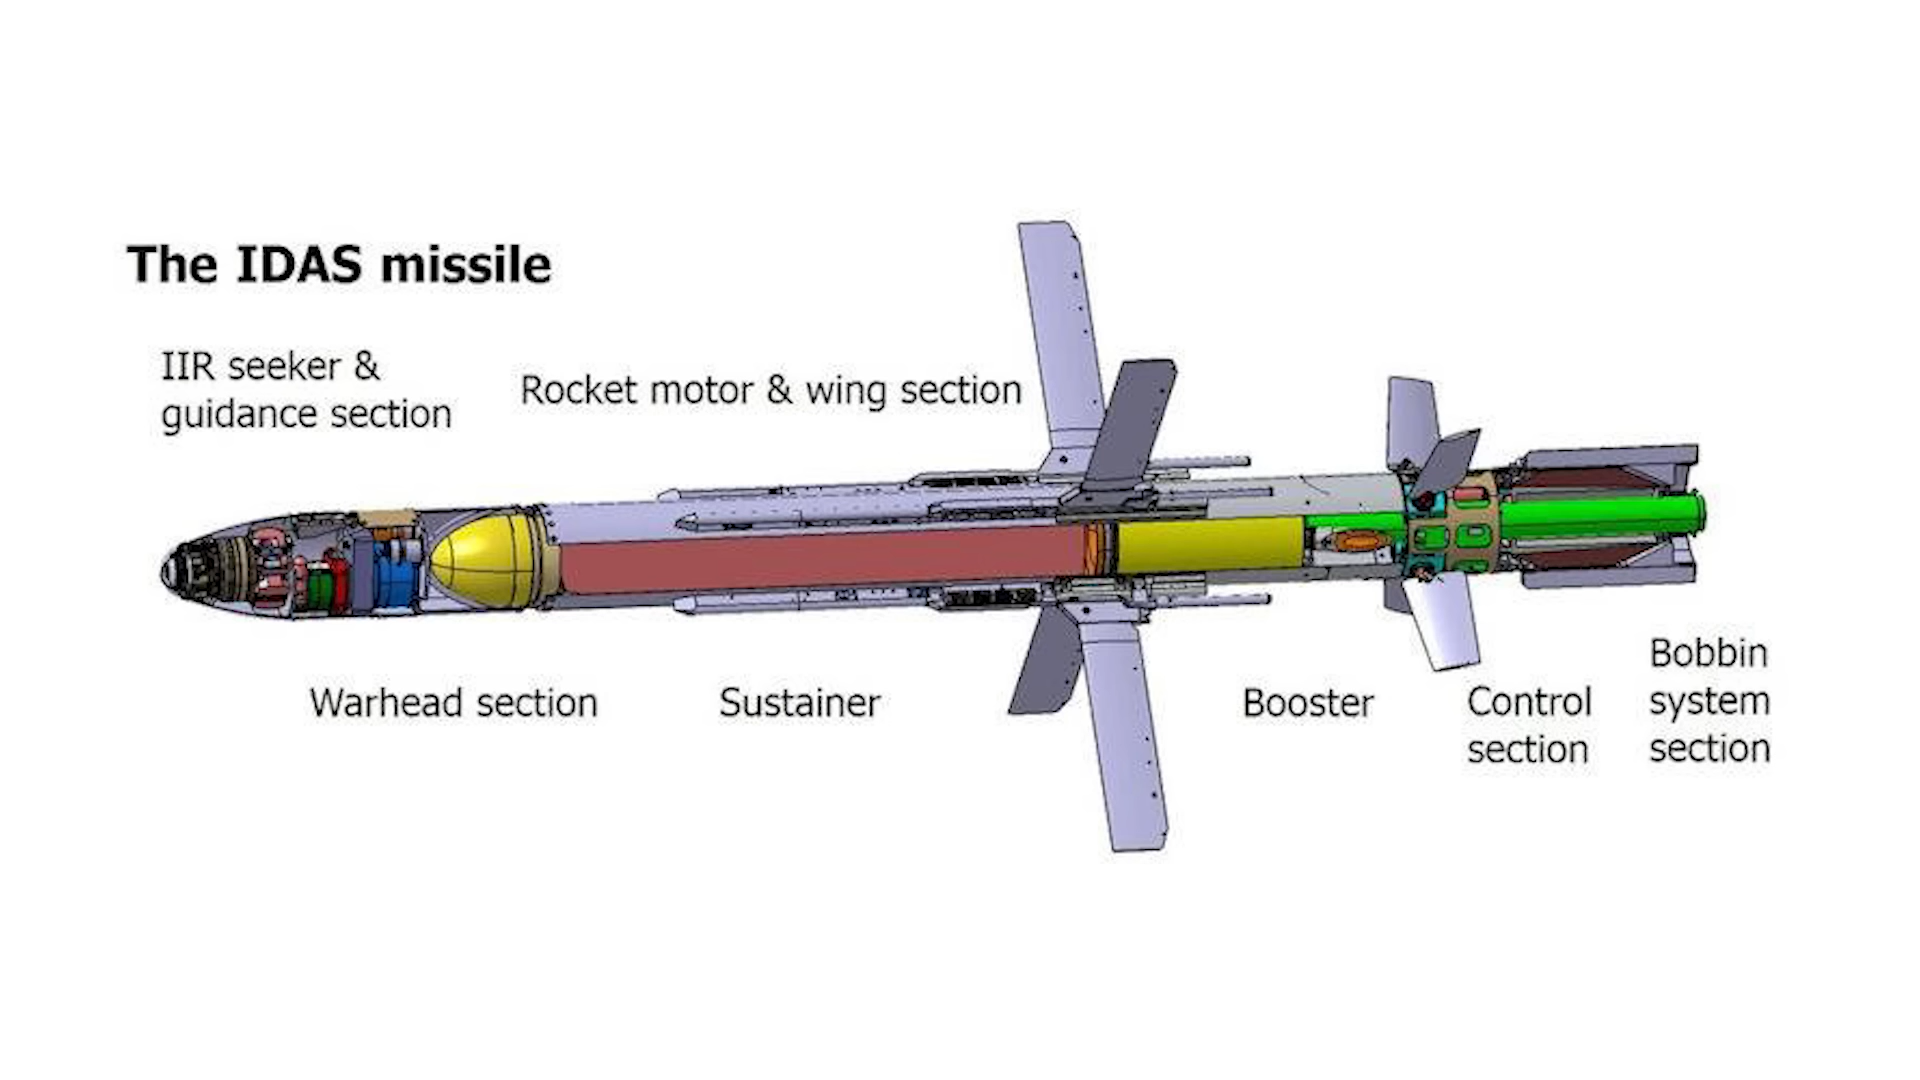 The IDAS missile
IIR seeker &
guidance section
Rocket motor & wing section
Warhead section
Sustainer
Booster
Control
section
Bobbin
system
section